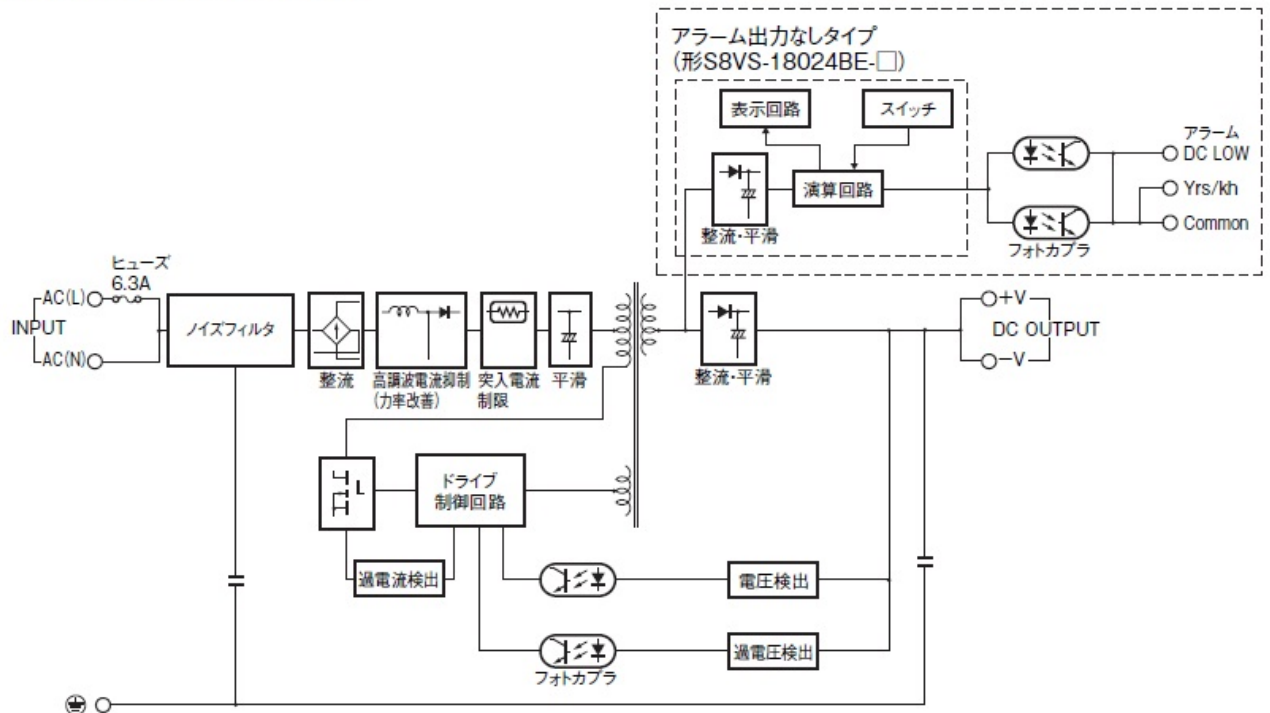 アラーム出力なしタイプ
(形S8VS-18024BE-□)
表示回路
スイッチ
演算回路
整流・平滑
フォトカプラ
アラーム
DC LOW
Yrs/kh
Common
ヒューズ
6.3A
AC(L)
INPUT
AC(N)
ノイズフィルタ
整流
高調波電流抑制
(力率改善)
突入電流
制限
平滑
整流・平滑
+V
DC OUTPUT
−V
ドライブ
制御回路
過電流検出
電圧検出
過電圧検出
フォトカプラ